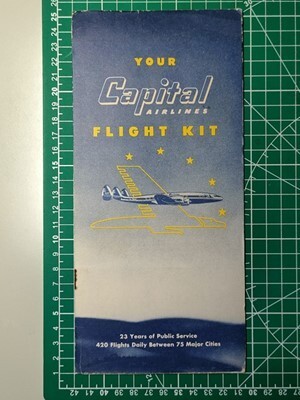 YOUR
Capital
AIRLINES
FLIGHT KIT
23 Years of Public Service
420 Flights Daily Between 75 Major Cities